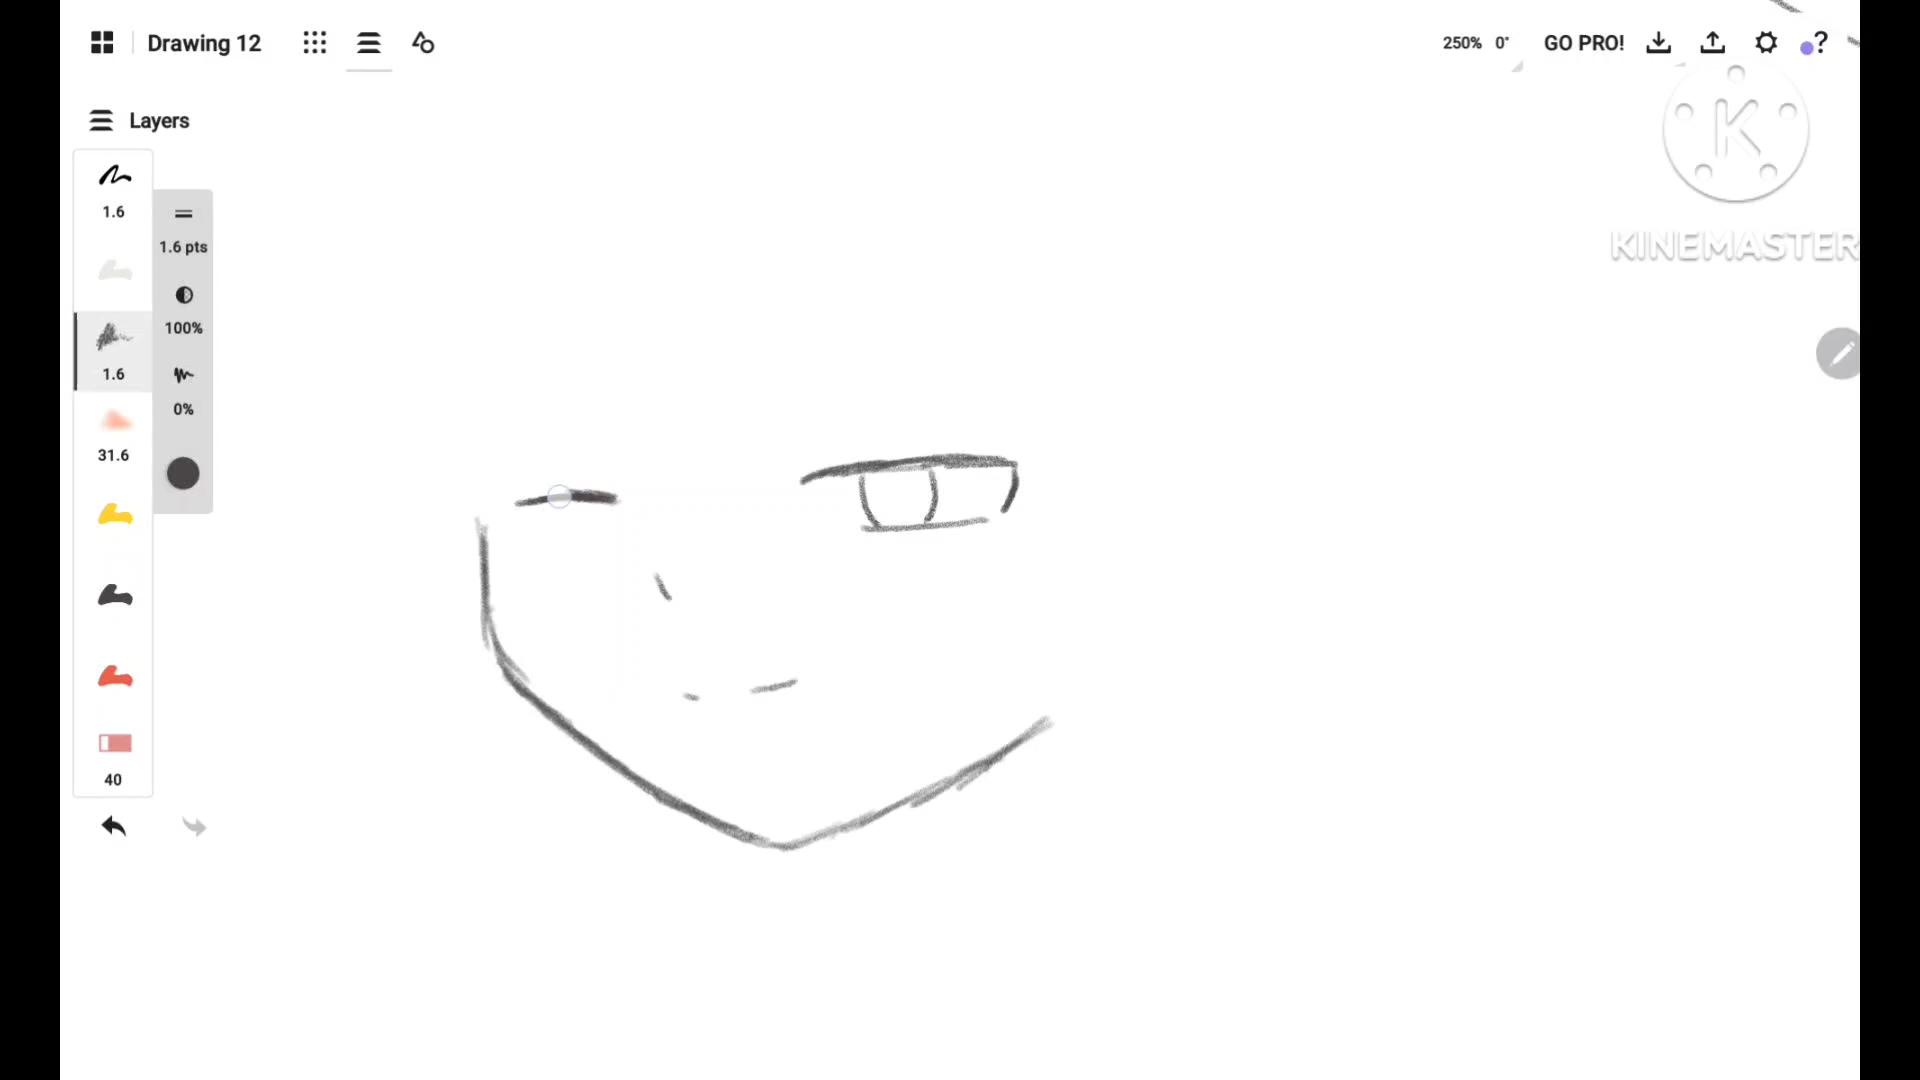 Drawing 12
250% 0°
GO PRO!
?
Layers
1.6
1.6 pts
100%
1.6
0%
31.6
40
K
KINEMASTER